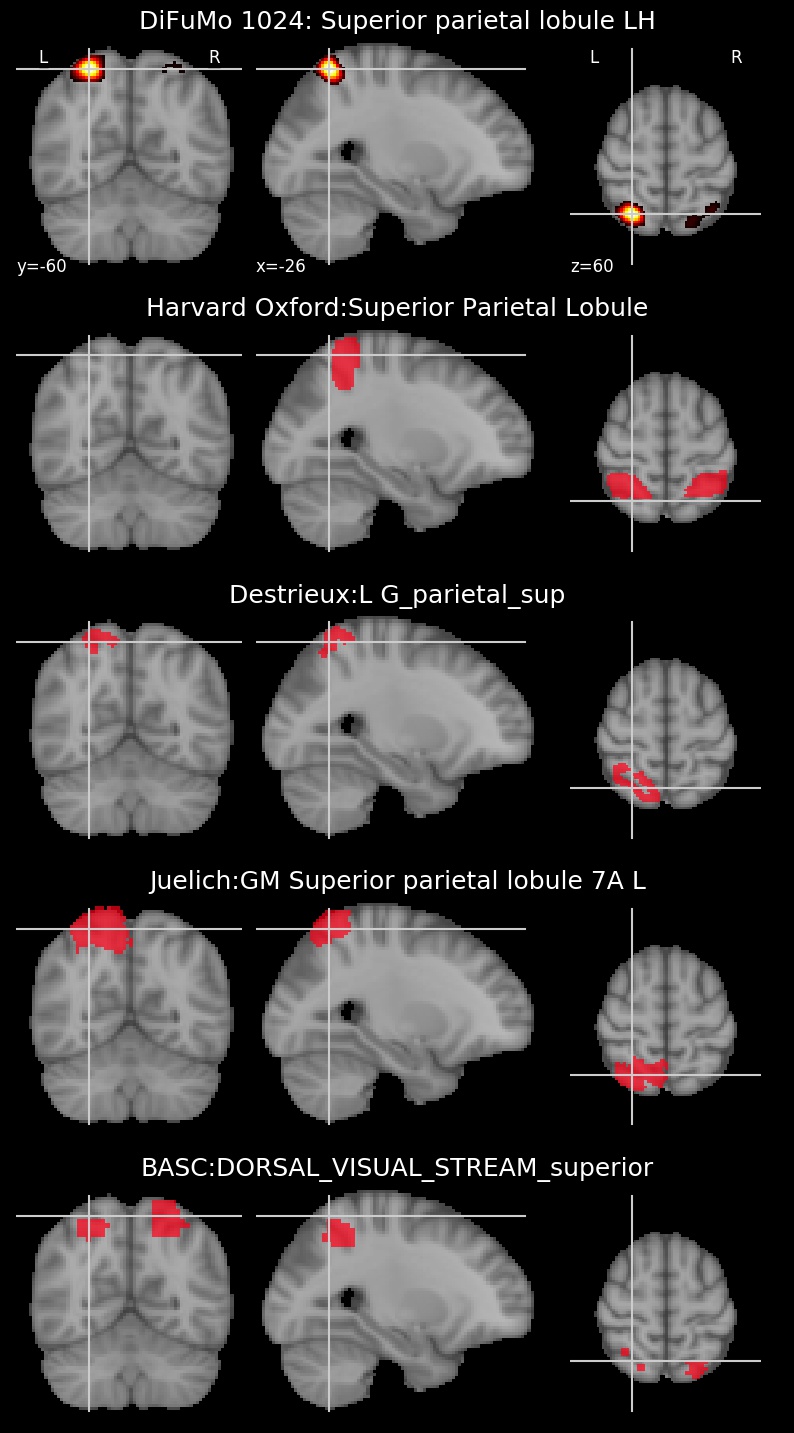 DiFuMo 1024: Superior parietal lobule LH
L R L R
y=-60 x=-26 z=60
Harvard Oxford:Superior Parietal Lobule
Destrieux:L G_parietal_sup
Juelich:GM Superior parietal lobule 7A L
BASC:DORSAL_VISUAL_STREAM_superior